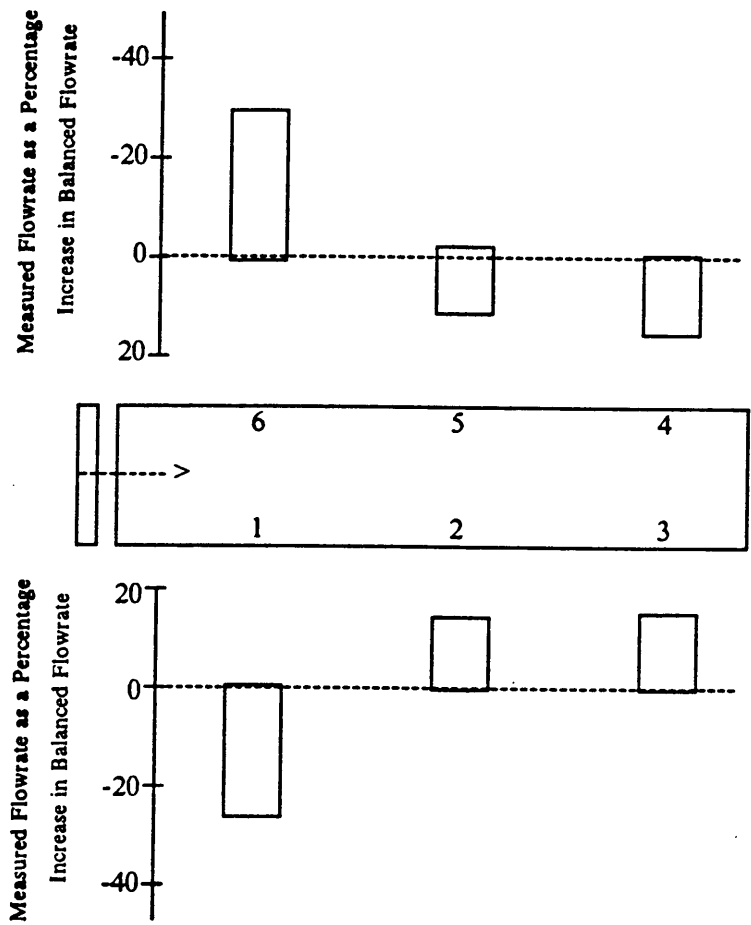 Measured Flowrate as a Percentage
Increase in Balanced Flowrate
-40
-20
0
20
6 5 4
>
1 2 3
Measured Flowrate as a Percentage
Increase in Balanced Flowrate
20
0
-20
-40